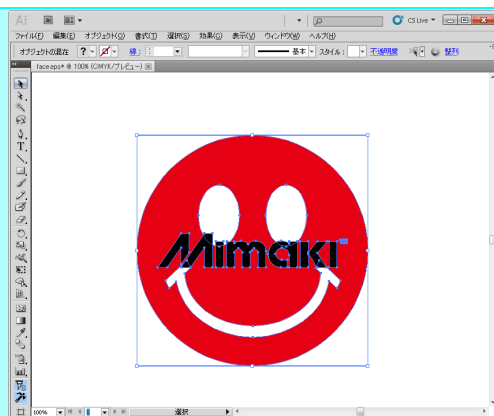 Ai CS Live
ファイル(F) 編集(E) オブジェクト(O) 書式(T) 選択(S) 効果(C) 表示(V) ウィンドウ(W) ヘルプ(H)
オブジェクトの混在 ? 線: 基本 スタイル: 不透明度 整列
face.eps* @ 100% (CMYK/プレビュー)
Mimaki
100% 選択